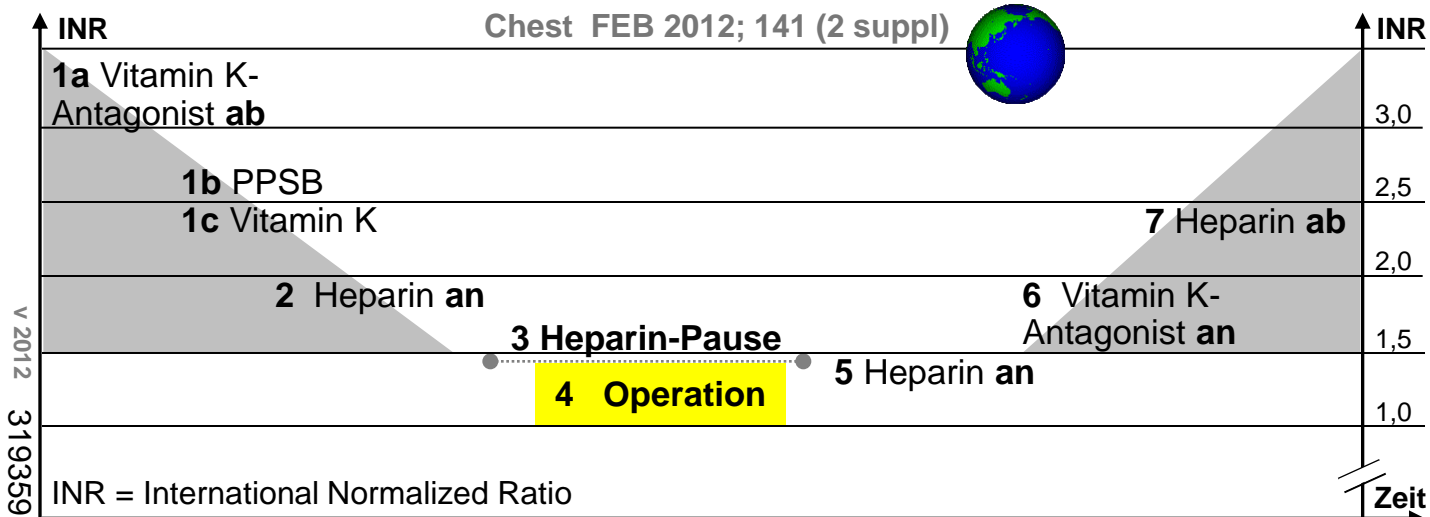 INR
Chest FEB 2012; 141 (2 suppl)
INR
1a Vitamin K-
Antagonist ab
3,0
1b PPSB
2,5
1c Vitamin K
7 Heparin ab
2,0
2 Heparin an
6 Vitamin K-
Antagonist an
3 Heparin-Pause
1,5
5 Heparin an
4 Operation
1,0
v 2012 319359
INR = International Normalized Ratio
Zeit